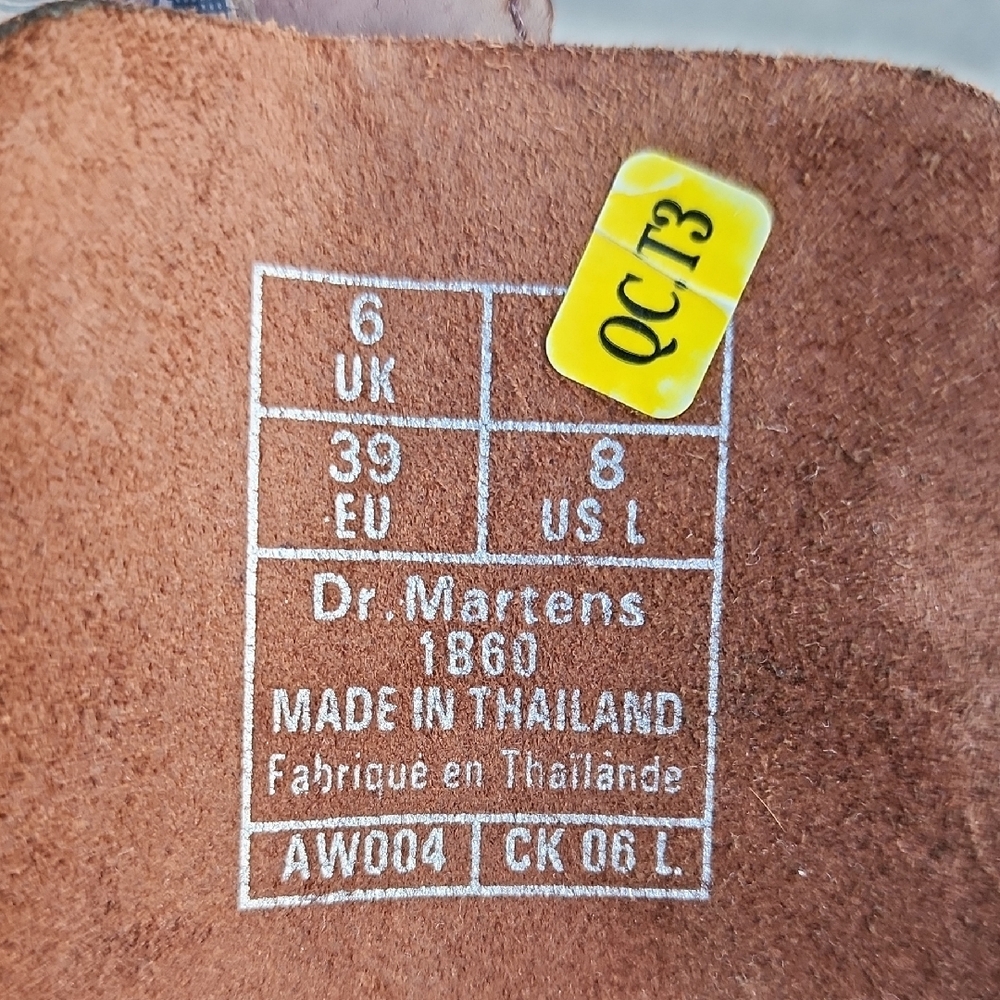 QC.T3
6
UK
39
EU
8
US L
Dr.Martens
1860
MADE IN THAILAND
Fabriqué en Thaïlande
AW004
CK 06 L.